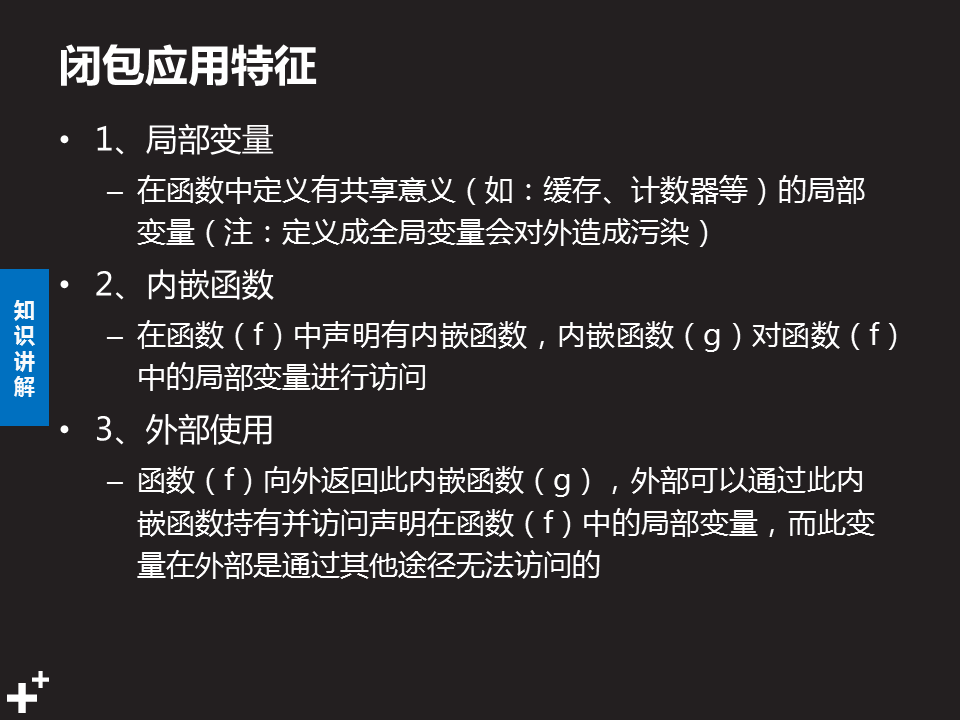 闭包应用特征
• 1、局部变量
– 在函数中定义有共享意义（如：缓存、计数器等）的局部
变量（注：定义成全局变量会对外造成污染）
• 2、内嵌函数
– 在函数（f）中声明有内嵌函数，内嵌函数（g）对函数（f）
中的局部变量进行访问
• 3、外部使用
– 函数（f）向外返回此内嵌函数（g），外部可以通过此内
嵌函数持有并访问声明在函数（f）中的局部变量，而此变
量在外部是通过其他途径无法访问的
知
识
讲
解